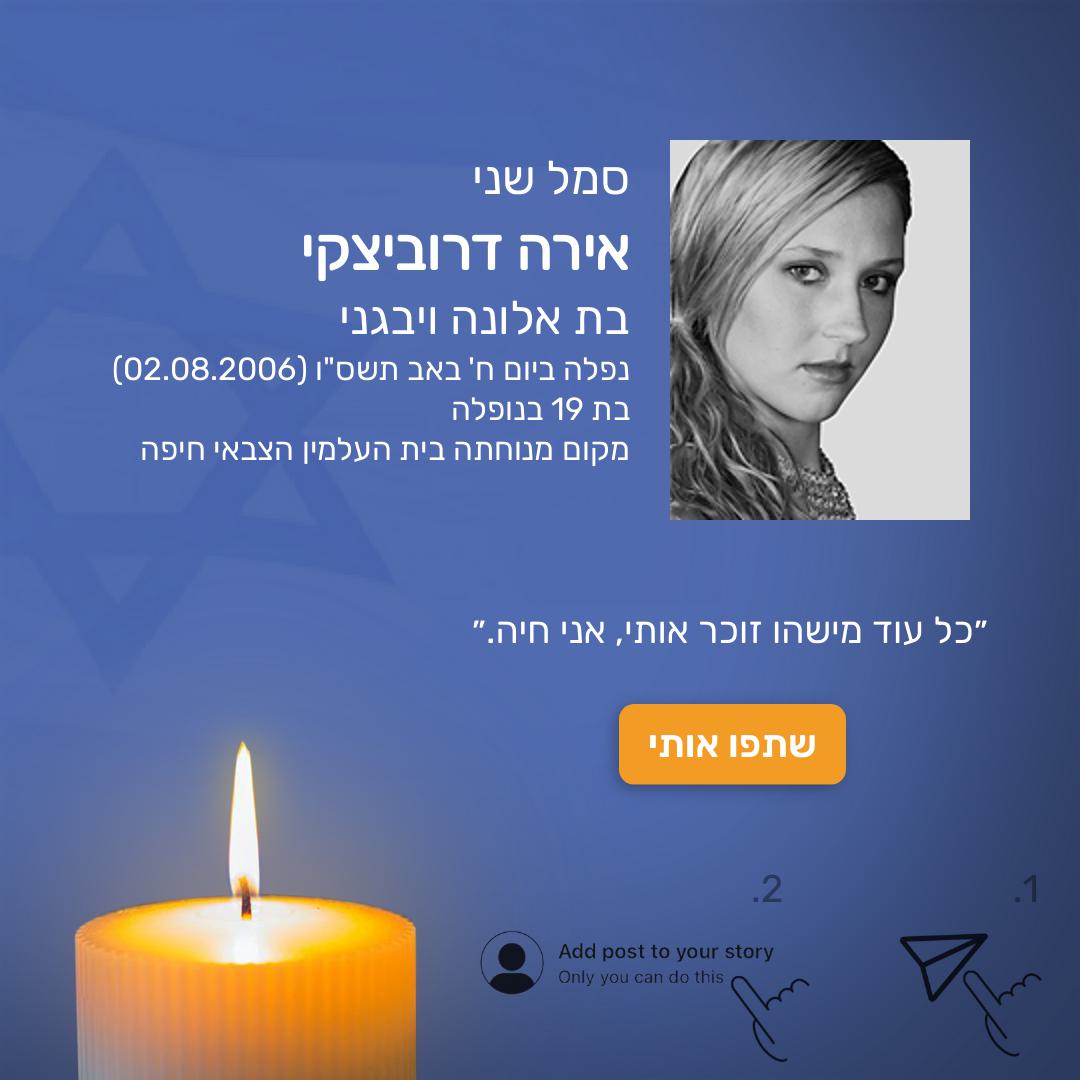 סמל שני
אירה דרוביצקי
בת אלונה ויבגני
נפלה ביום ח' באב תשס"ו (02.08.2006)
בת 19 בנופלה
מקום מנוחתה בית העלמין הצבאי חיפה
״כל עוד מישהו זוכר אותי, אני חיה.״
שתפו אותי
1.
2.
Add post to your story
Only you can do this